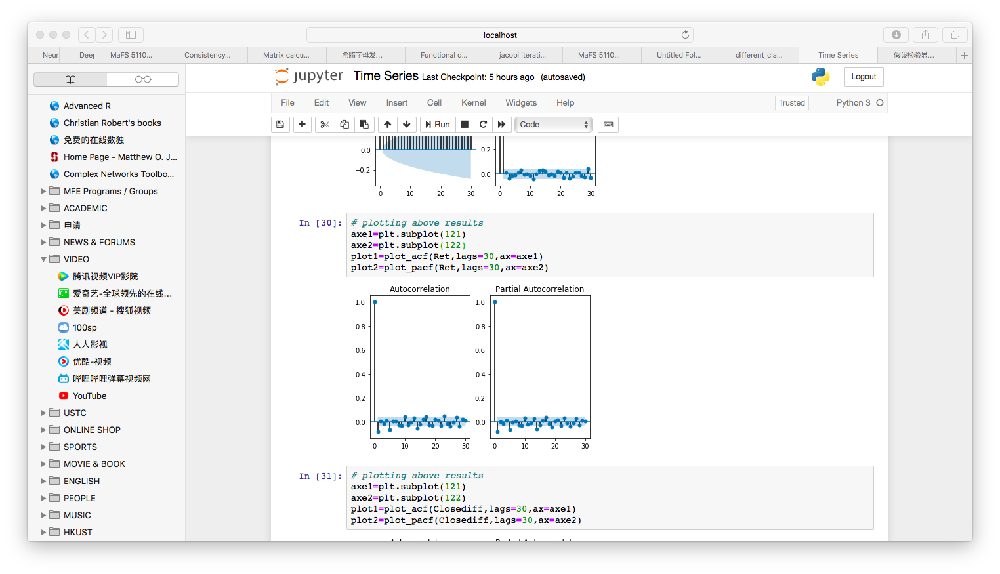 localhost
Neur
Deep
MaFS 5110...
Consistency...
Matrix calcu...
希腊字母发...
Functional d...
jacobi iterati...
MaFS 5110...
Untitled Fol...
different_cla...
Time Series
假设检验显...
Advanced R
Christian Robert's books
免费的在线数独
Home Page - Matthew O. J...
Complex Networks Toolbo...
MFE Programs / Groups
ACADEMIC
申请
NEWS & FORUMS
VIDEO
腾讯视频VIP影院
爱奇艺-全球领先的在线...
美剧频道 - 搜狐视频
100sp
人人影视
优酷-视频
哔哩哔哩弹幕视频网
YouTube
USTC
ONLINE SHOP
SPORTS
MOVIE & BOOK
ENGLISH
PEOPLE
MUSIC
HKUST
jupyter Time Series Last Checkpoint: 5 hours ago (autosaved)
Logout
File Edit View Insert Cell Kernel Widgets Help
Trusted
Python 3
Run
Code
0.0
−0.2
0 10 20 30
0.2
0.0
0 10 20 30
In [30]:
# plotting above results
axe1=plt.subplot(121)
axe2=plt.subplot(122)
plot1=plot_acf(Ret,lags=30,ax=axe1)
plot2=plot_pacf(Ret,lags=30,ax=axe2)
Autocorrelation
1.0
0.8
0.6
0.4
0.2
0.0
0 10 20 30
Partial Autocorrelation
1.0
0.8
0.6
0.4
0.2
0.0
0 10 20 30
In [31]:
# plotting above results
axe1=plt.subplot(121)
axe2=plt.subplot(122)
plot1=plot_acf(Closediff,lags=30,ax=axe1)
plot2=plot_pacf(Closediff,lags=30,ax=axe2)
Autocorrelation
Partial Autocorrelation